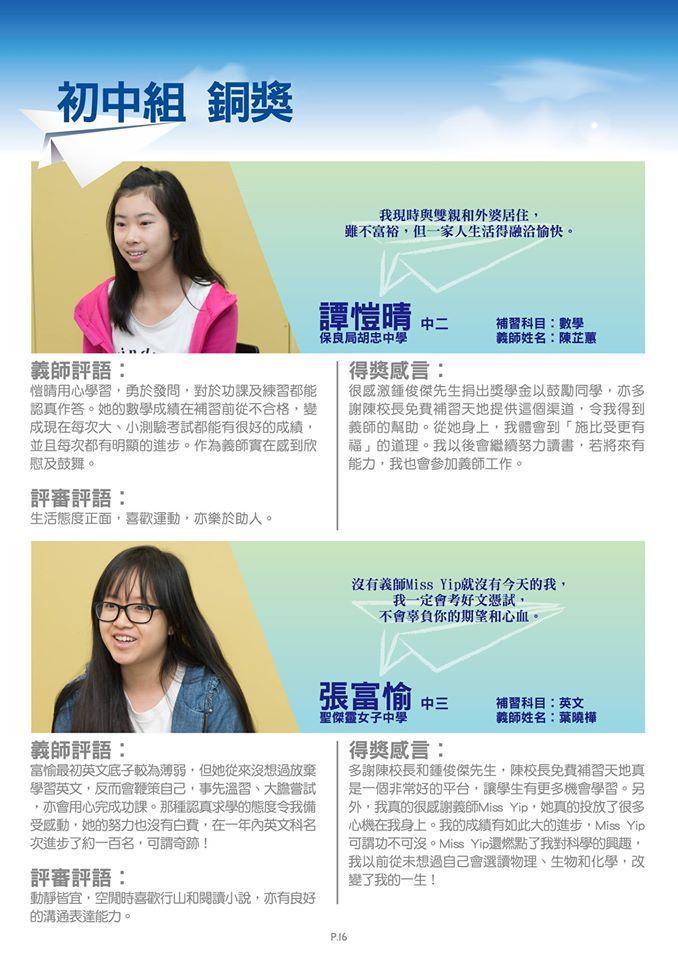 初中組 銅獎
我現時與雙親和外婆居住，
雖不富裕，但一家人生活得融洽愉快。
譚愷晴 中二
保良局胡忠中學
補習科目：數學
義師姓名：陳芷蕙
義師評語：
愷晴用心學習，勇於發問，對於功課及練習都能
認真作答。她的數學成績在補習前從不合格，變
成現在每次大、小測驗考試都能有很好的成績，
並且每次都有明顯的進步。作為義師實在感到欣
慰及鼓舞。
評審評語：
生活態度正面，喜歡運動，亦樂於助人。
得獎感言：
很感激鍾俊傑先生捐出獎學金以鼓勵同學，亦多
謝陳校長免費補習天地提供這個渠道，令我得到
義師的幫助。從她身上，我體會到「施比受更有
福」的道理。我以後會繼續努力讀書，若將來有
能力，我也會參加義師工作。
沒有義師Miss Yip就沒有今天的我，
我一定會考好文憑試，
不會辜負你的期望和心血。
張富愉 中三
聖傑靈女子中學
補習科目：英文
義師姓名：葉曉樺
義師評語：
富愉最初英文底子較為薄弱，但她從來沒想過放棄
學習英文，反而會鞭策自己，事先溫習、大膽嘗試
，亦會用心完成功課。那種認真求學的態度令我備
受感動，她的努力也沒有白費，在一年內英文科名
次進步了約一百名，可謂奇跡！
評審評語：
動靜皆宜，空閒時喜歡行山和閱讀小說，亦有良好
的溝通表達能力。
得獎感言：
多謝陳校長和鍾俊傑先生，陳校長免費補習天地真
是一個非常好的平台，讓學生有更多機會學習。另
外，我真的很感謝義師Miss Yip，她真的投放了很多
心機在我身上。我的成績有如此大的進步，Miss Yip
可謂功不可沒。Miss Yip還燃點了我對科學的興趣，
我以前從未想過自己會選讀物理、生物和化學，改
變了我的一生！
P.16